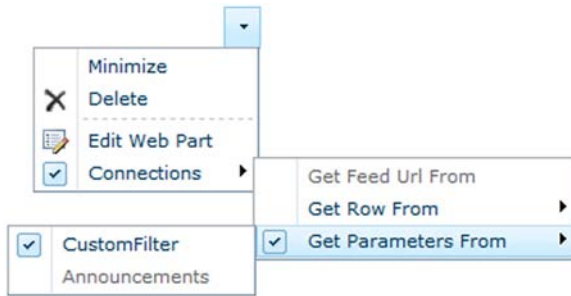 Minimize
Delete
Edit Web Part
Connections
Get Feed Url From
Get Row From
Get Parameters From
CustomFilter
Announcements